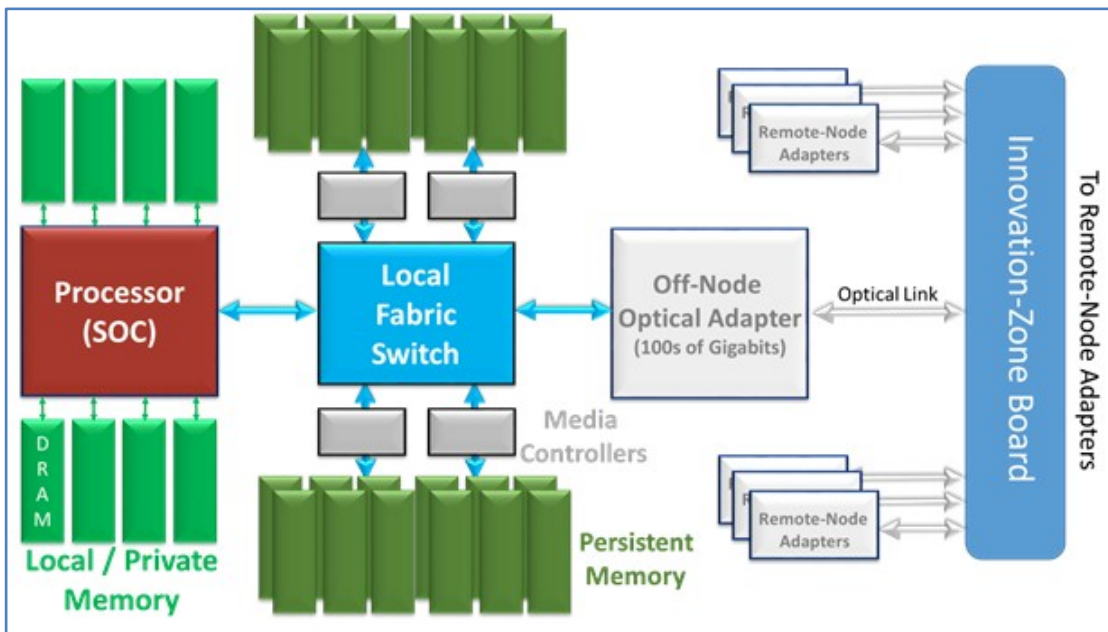 Processor
(SOC)
D
R
A
M
Local / Private
Memory
Local
Fabric
Switch
Media
Controllers
Persistent
Memory
Off-Node
Optical Adapter
(100s of Gigabits)
Optical Link
R
R
Remote-Node
Adapters
R
R
Remote-Node
Adapters
Innovation-Zone Board
To Remote-Node Adapters